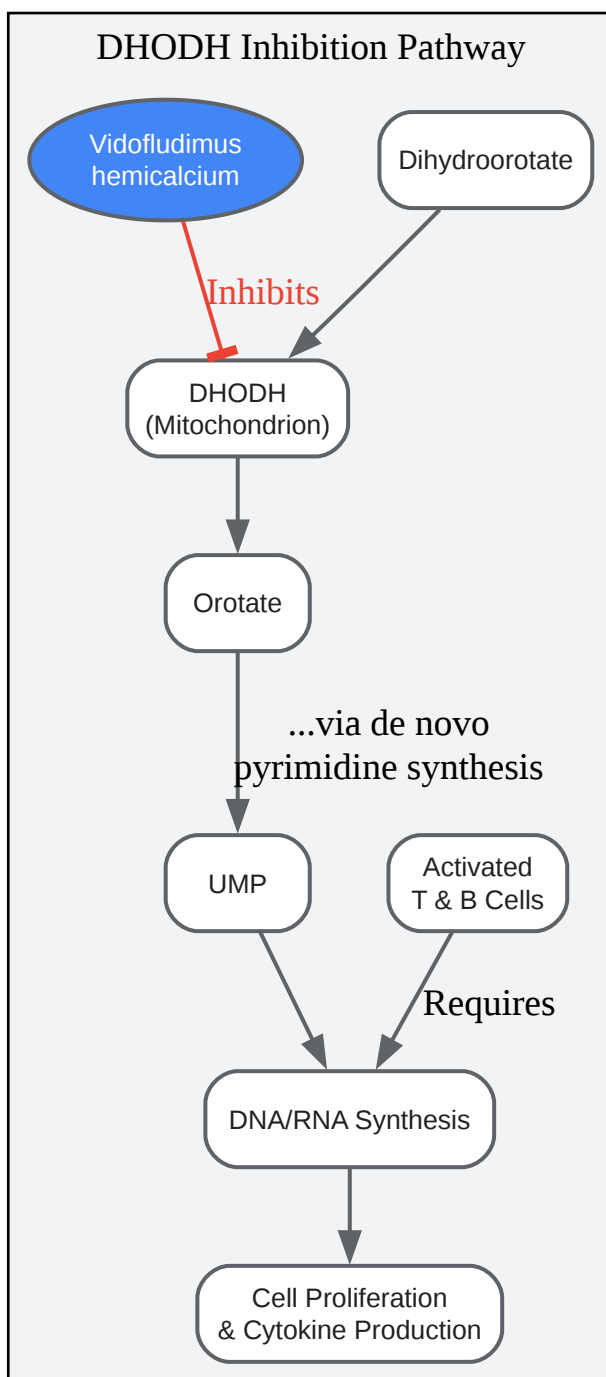 DHODH Inhibition Pathway
Vidofludimus
hemicalcium
Dihydroorotate
Inhibits
DHODH
(Mitochondrion)
Orotate
...via de novo
pyrimidine synthesis
UMP
Activated
T & B Cells
Requires
DNA/RNA Synthesis
Cell Proliferation
& Cytokine Production